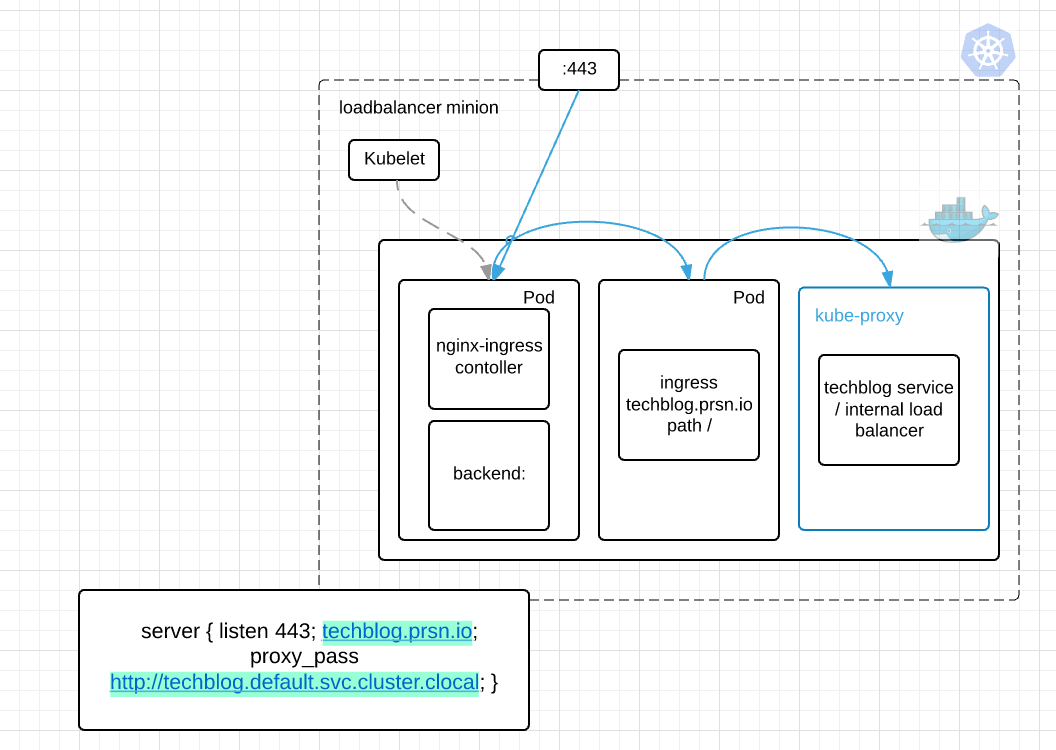 :443
loadbalancer minion
Kubelet
Pod
nginx-ingress
contoller
backend:
Pod
ingress
techblog.prsn.io
path /
kube-proxy
techblog service
/ internal load
balancer
server { listen 443; techblog.prsn.io;
proxy_pass
http://techblog.default.svc.cluster.clocal; }